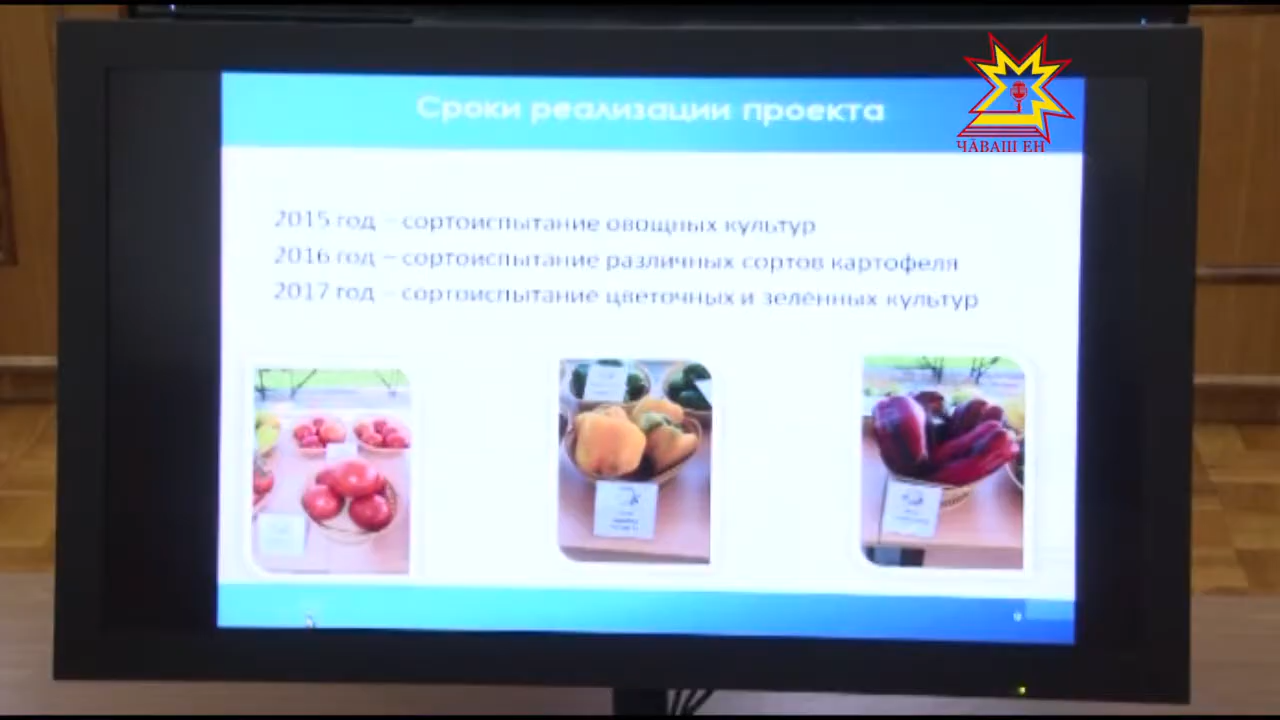 Сроки реализации проекта
ЧӐВАШ ЕН
2015 год – сортоиспытание овощных культур
2016 год – сортоиспытание различных сортов картофеля
2017 год – сортоиспытание цветочных и зелённых культур